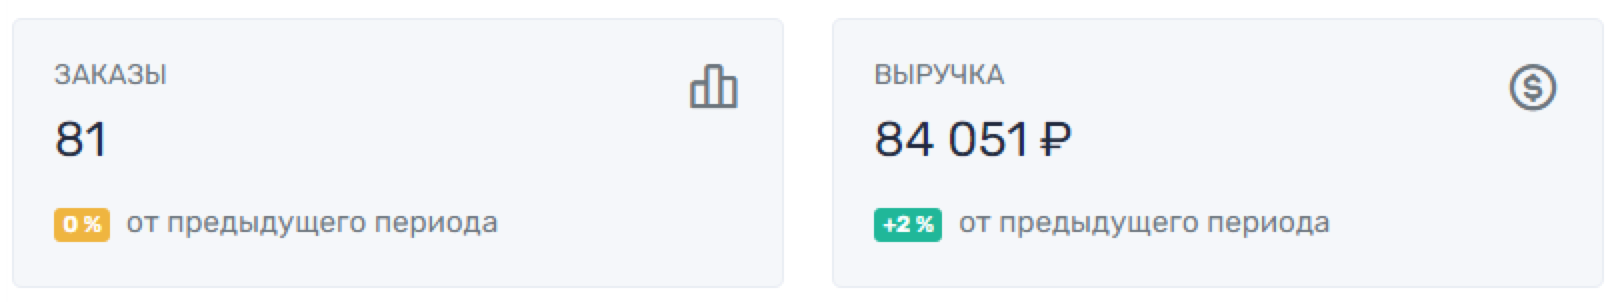 ЗАКАЗЫ
81
0 % от предыдущего периода
ВЫРУЧКА
84 051 ₽
+2 % от предыдущего периода